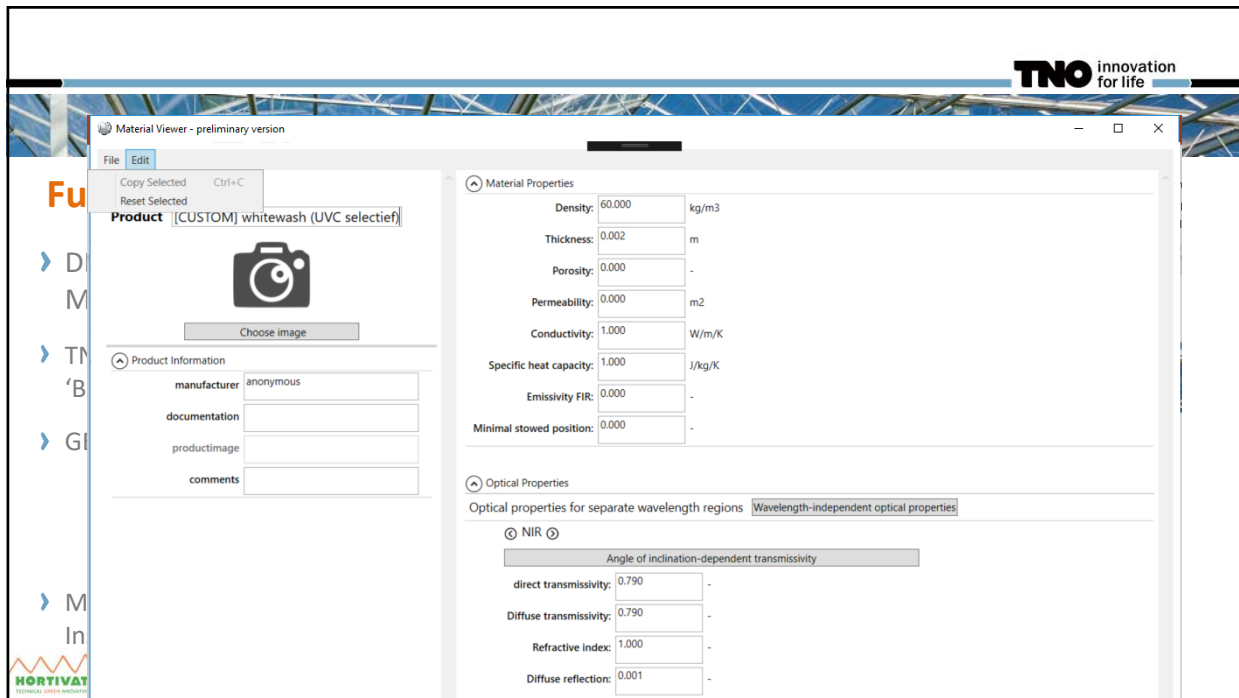 TNO innovation
for life
Material Viewer - preliminary version
File Edit
Copy Selected Ctrl+C
Reset Selected
Fu
Product [CUSTOM] whitewash (UVC selectief)
Choose image
Product Information
manufacturer anonymous
documentation
productimage
comments
Material Properties
Density: 60.000 kg/m3
Thickness: 0.002 m
Porosity: 0.000 -
Permeability: 0.000 m2
Conductivity: 1.000 W/m/K
Specific heat capacity: 1.000 J/kg/K
Emissivity FIR: 0.000 -
Minimal stowed position: 0.000 -
Optical Properties
Optical properties for separate wavelength regions Wavelength-independent optical properties
NIR
Angle of inclination-dependent transmissivity
direct transmissivity: 0.790 -
Diffuse transmissivity: 0.790 -
Refractive index: 1.000 -
Diffuse reflection: 0.001 -
M
'B
M
In
HORTIVAT